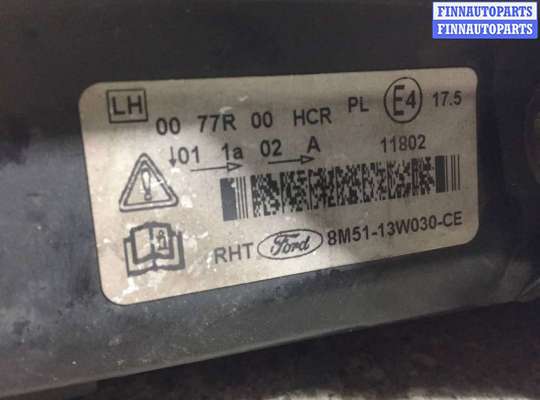 FINNAUTOPARTS
FINNAUTOPARTS
LH
00 77R 00 HCR PL E4 17.5
↓01 1a 02 A 11802
RHT Ford 8M51-13W030-CE